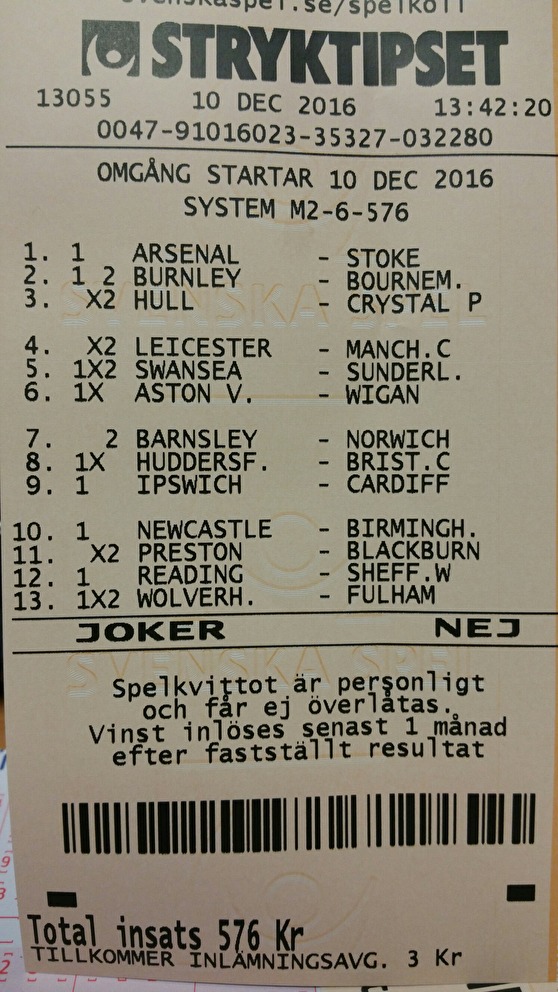 svenskaspel.se/spelkoll
STRYKTIPSET
13055 10 DEC 2016 13:42:20
0047-91016023-35327-032280
OMGÅNG STARTAR 10 DEC 2016
SYSTEM M2-6-576
1. 1 ARSENAL - STOKE
2. 1 2 BURNLEY - BOURNEM.
3. X2 HULL - CRYSTAL P
4. X2 LEICESTER - MANCH.C
5. 1X2 SWANSEA - SUNDERL.
6. 1X ASTON V. - WIGAN
7. 2 BARNSLEY - NORWICH
8. 1X HUDDERSF. - BRIST.C
9. 1 IPSWICH - CARDIFF
10. 1 NEWCASTLE - BIRMINGH.
11. X2 PRESTON - BLACKBURN
12. 1 READING - SHEFF.W
13. 1X2 WOLVERH. - FULHAM
JOKER NEJ
SVENSKA SPEL
Spelkvittot är personligt
och får ej överlåtas.
Vinst inlöses senast 1 månad
efter fastställt resultat
Total insats 576 Kr
TILLKOMMER INLÄMNINGSAVG. 3 Kr